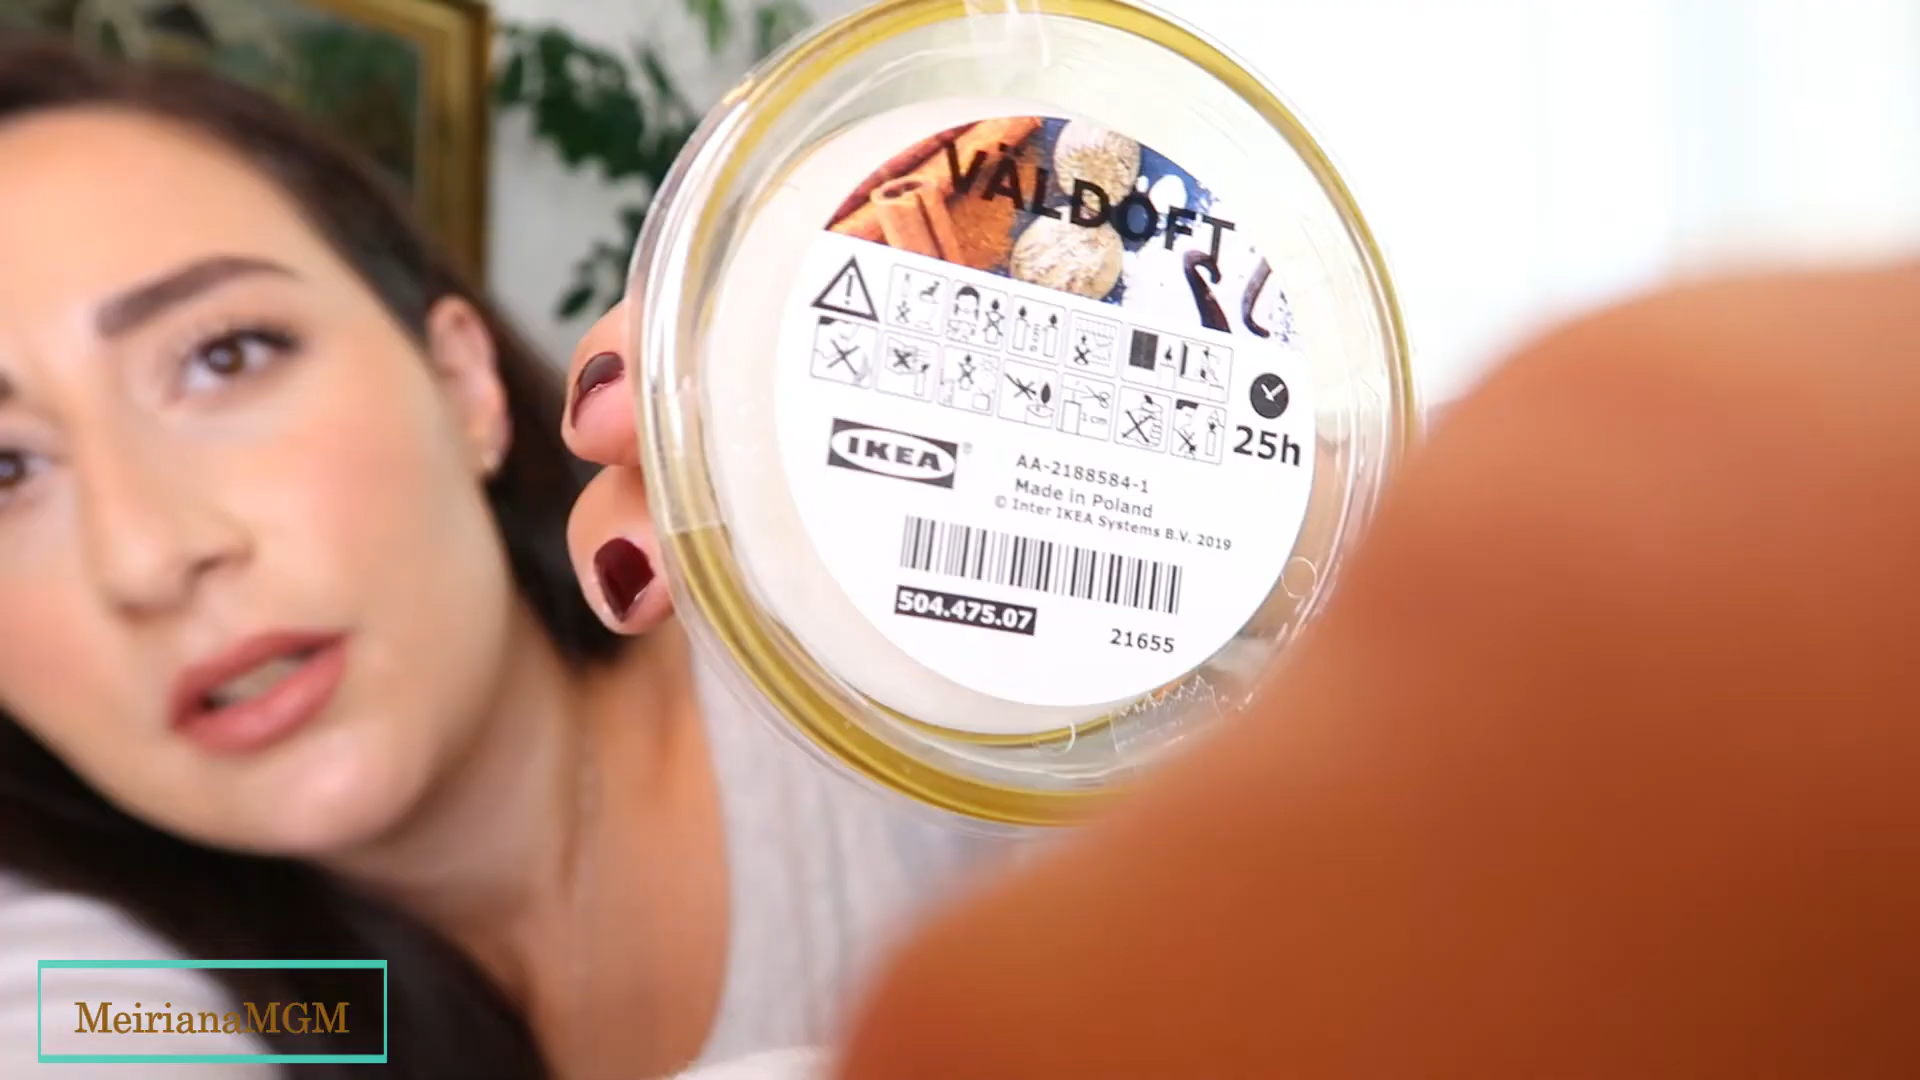 VÄLDOFT
25h
IKEA
AA-2188584-1
Made in Poland
© Inter IKEA Systems B.V. 2019
504.475.07
21655
MeirianaMGM